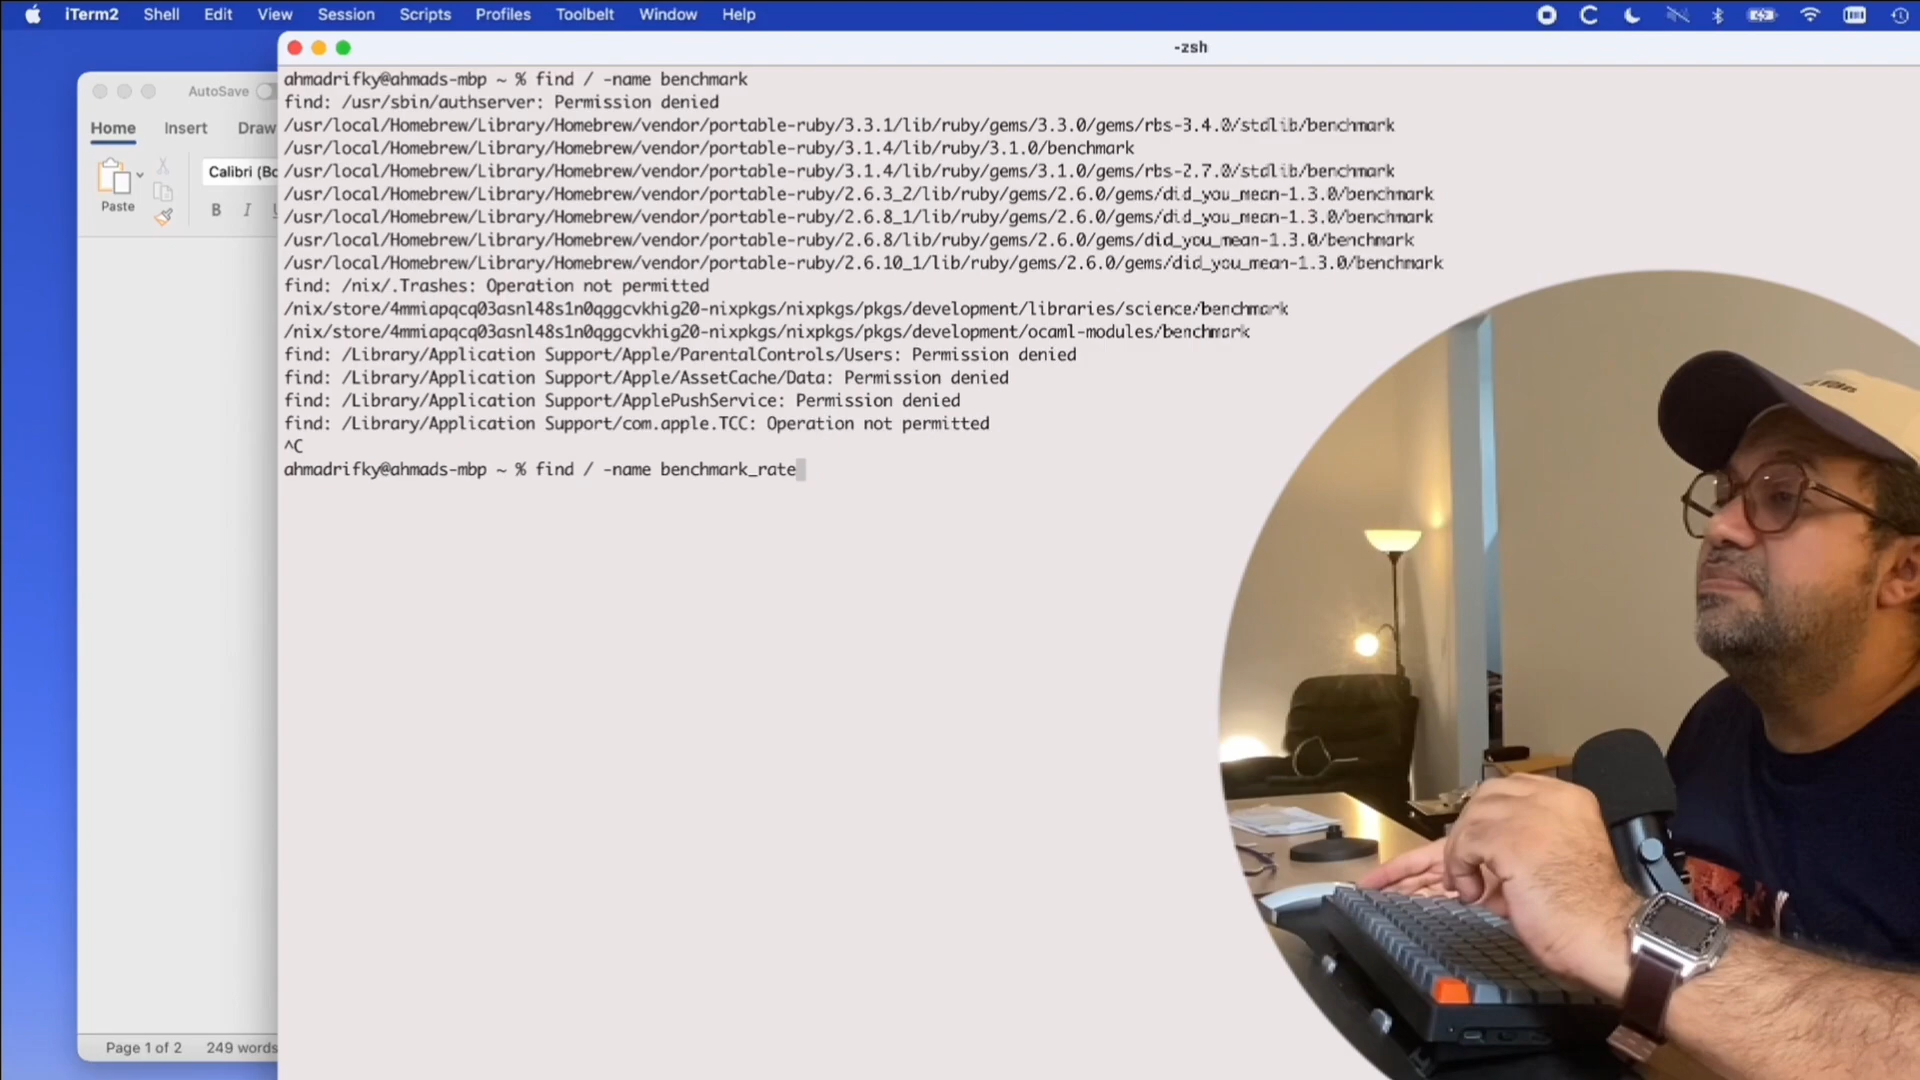 iTerm2 Shell Edit View Session Scripts Profiles Toolbelt Window Help
-zsh
ahmadrifky@ahmads-mbp ~ % find / -name benchmark
find: /usr/sbin/authserver: Permission denied
/usr/local/Homebrew/Library/Homebrew/vendor/portable-ruby/3.3.1/lib/ruby/gems/3.3.0/gems/rbs-3.4.0/stdlib/benchmark
/usr/local/Homebrew/Library/Homebrew/vendor/portable-ruby/3.1.4/lib/ruby/3.1.0/benchmark
/usr/local/Homebrew/Library/Homebrew/vendor/portable-ruby/3.1.4/lib/ruby/gems/3.1.0/gems/rbs-2.7.0/stdlib/benchmark
/usr/local/Homebrew/Library/Homebrew/vendor/portable-ruby/2.6.3_2/lib/ruby/gems/2.6.0/gems/did_you_mean-1.3.0/benchmark
/usr/local/Homebrew/Library/Homebrew/vendor/portable-ruby/2.6.8_1/lib/ruby/gems/2.6.0/gems/did_you_mean-1.3.0/benchmark
/usr/local/Homebrew/Library/Homebrew/vendor/portable-ruby/2.6.8/lib/ruby/gems/2.6.0/gems/did_you_mean-1.3.0/benchmark
/usr/local/Homebrew/Library/Homebrew/vendor/portable-ruby/2.6.10_1/lib/ruby/gems/2.6.0/gems/did_you_mean-1.3.0/benchmark
find: /nix/.Trashes: Operation not permitted
/nix/store/4mmiapqcq03asnl48s1n0qggcvkhig20-nixpkgs/nixpkgs/pkgs/development/libraries/science/benchmark
/nix/store/4mmiapqcq03asnl48s1n0qggcvkhig20-nixpkgs/nixpkgs/pkgs/development/ocaml-modules/benchmark
find: /Library/Application Support/Apple/ParentalControls/Users: Permission denied
find: /Library/Application Support/Apple/AssetCache/Data: Permission denied
find: /Library/Application Support/ApplePushService: Permission denied
find: /Library/Application Support/com.apple.TCC: Operation not permitted
^C
ahmadrifky@ahmads-mbp ~ % find / -name benchmark_rate
AutoSave
Home Insert Draw
Calibri (Bo
Paste
B I U
Page 1 of 2 249 words